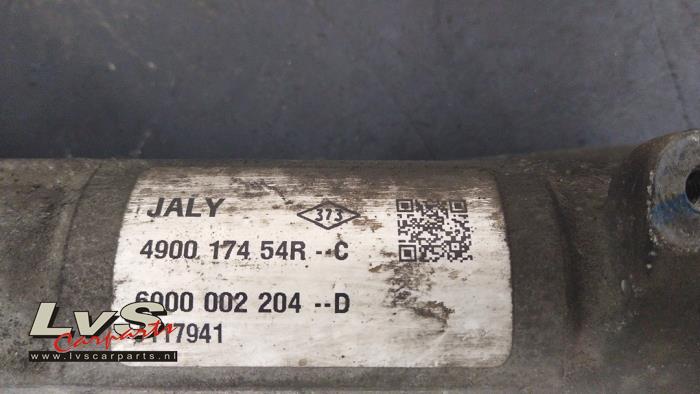 JALY
373
4900 174 54R --C
6000 002 204 --D
117941
LvS
Carparts
www.lvscarparts.nl